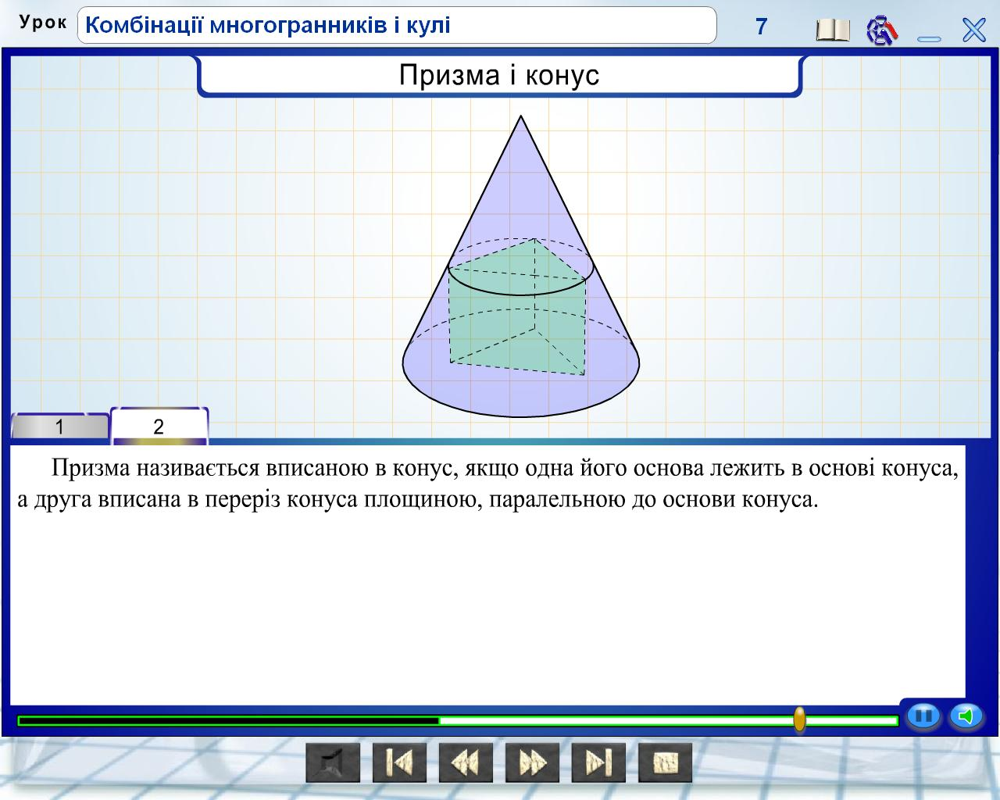 Урок
Комбінації многогранників і кулі
7
Призма і конус
1
2
Призма називається вписаною в конус, якщо одна його основа лежить в основі конуса,
а друга вписана в переріз конуса площиною, паралельною до основи конуса.